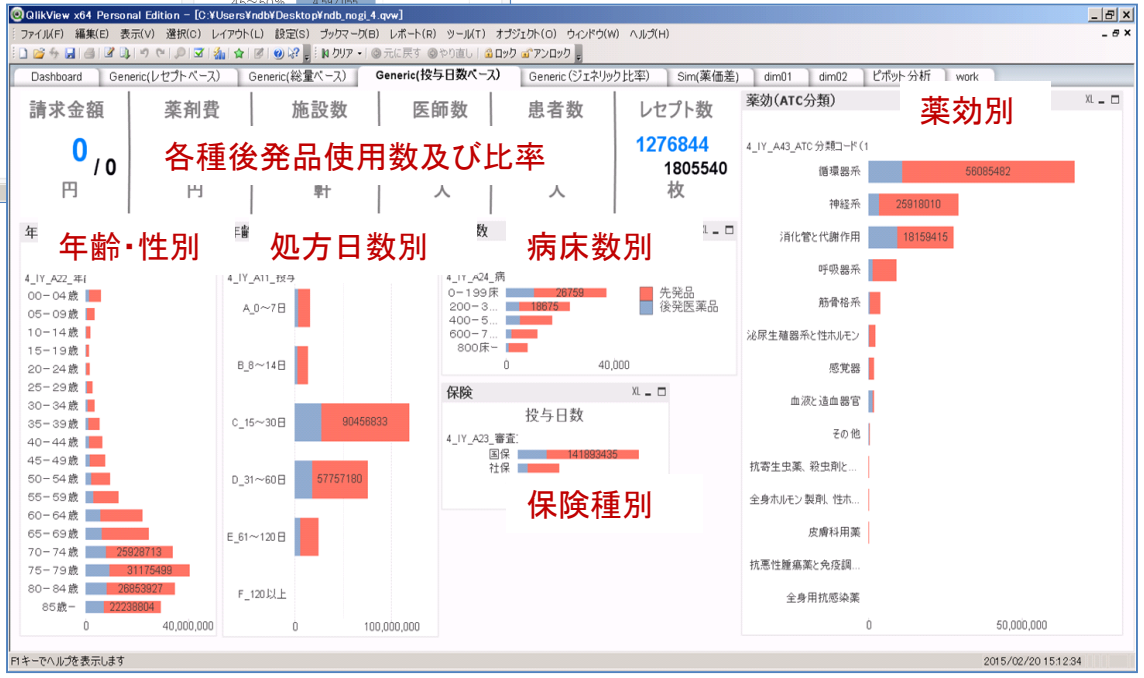 QlikView x64 Personal Edition - [C:¥Users¥ndb¥Desktop¥ndb_nogi_4.qvw]
ファイル(F) 編集(E) 表示(V) 選択(C) レイアウト(L) 設定(S) ブックマーク(B) レポート(R) ツール(T) オブジェクト(O) ウィンドウ(W) ヘルプ(H)
クリア 元に戻す やり直し ロック アンロック
Dashboard Generic(レセプトベース) Generic(総量ベース) Generic(投与日数ベース) Generic(ジェネリック比率) Sim(薬価差) dim01 dim02 ピボット分析 work
請求金額 薬剤費 施設数 医師数 患者数 レセプト数
0 / 0 1276844
1805540
円 円 軒 人 人 枚
各種後発品使用数及び比率
年
年齢・性別
4_IY_A22_年
00-04歳
05-09歳
10-14歳
15-19歳
20-24歳
25-29歳
30-34歳
35-39歳
40-44歳
45-49歳
50-54歳
55-59歳
60-64歳
65-69歳
70-74歳 25928713
75-79歳 31175499
80-84歳 26853927
85歳- 22238804
0 40,000,000
処方日数別
4_IY_A11_投与
A_0～7日
B_8～14日
C_15～30日 90456833
D_31～60日 57757180
E_61～120日
F_120以上
0 100,000,000
数 XL
病床数別
4_IY_A24_病
0-199床 26759
200-3... 18675
400-5...
600-7...
800床-
0 40,000
先発品
後発医薬品
保険 XL
投与日数
4_IY_A23_審査
国保 141893435
社保
保険種別
薬効(ATC分類) XL
薬効別
4_IY_A43_ATC分類コード(1
循環器系 56085482
神経系 25918010
消化管と代謝作用 18159415
呼吸器系
筋骨格系
泌尿生殖器系と性ホルモン
感覚器
血液と造血器官
その他
抗寄生虫薬、殺虫剤と...
全身ホルモン製剤、性ホ...
皮膚科用薬
抗悪性腫瘍薬と免疫調...
全身用抗感染薬
0 50,000,000
F1キーでヘルプを表示します 2015/02/20 15:12:34